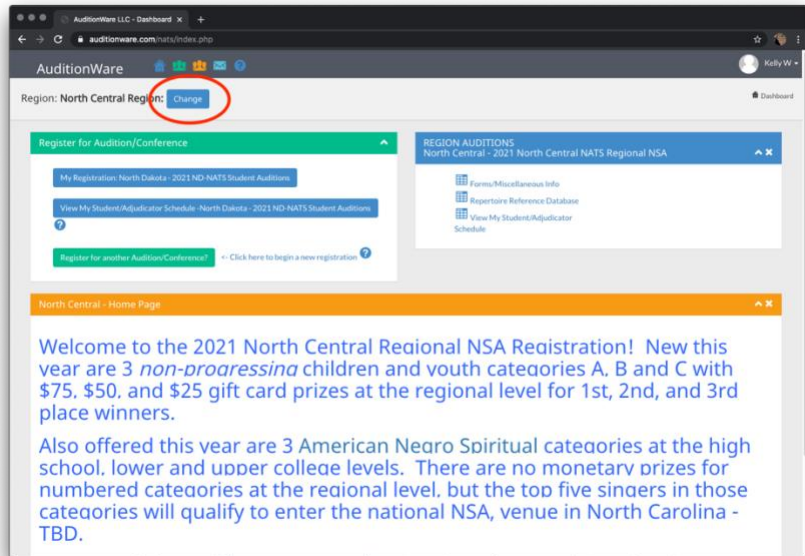 AuditionWare LLC - Dashboard
auditionware.com/nats/index.php
AuditionWare
Kelly W
Region: North Central Region: Change
Dashboard
Register for Audition/Conference
My Registration: North Dakota - 2021 ND-NATS Student Auditions
View My Student/Adjudicator Schedule -North Dakota - 2021 ND-NATS Student Auditions
?
Register for another Audition/Conference?
<- Click here to begin a new registration ?
REGION AUDITIONS
North Central - 2021 North Central NATS Regional NSA
Forms/Miscellaneous Info
Repertoire Reference Database
View My Student/Adjudicator
Schedule
North Central - Home Page
Welcome to the 2021 North Central Regional NSA Registration! New this
year are 3 non-progressing children and youth categories A, B and C with
$75, $50, and $25 gift card prizes at the regional level for 1st, 2nd, and 3rd
place winners.
Also offered this year are 3 American Negro Spiritual categories at the high
school, lower and upper college levels. There are no monetary prizes for
numbered categories at the regional level, but the top five singers in those
categories will qualify to enter the national NSA, venue in North Carolina -
TBD.